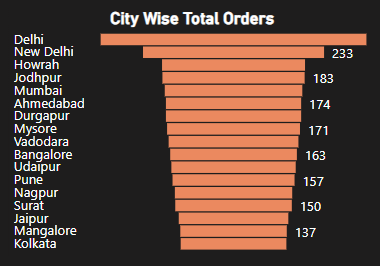 City Wise Total Orders
Delhi
New Delhi 233
Howrah
Jodhpur 183
Mumbai
Ahmedabad 174
Durgapur
Mysore 171
Vadodara
Bangalore 163
Udaipur
Pune 157
Nagpur
Surat 150
Jaipur
Mangalore 137
Kolkata